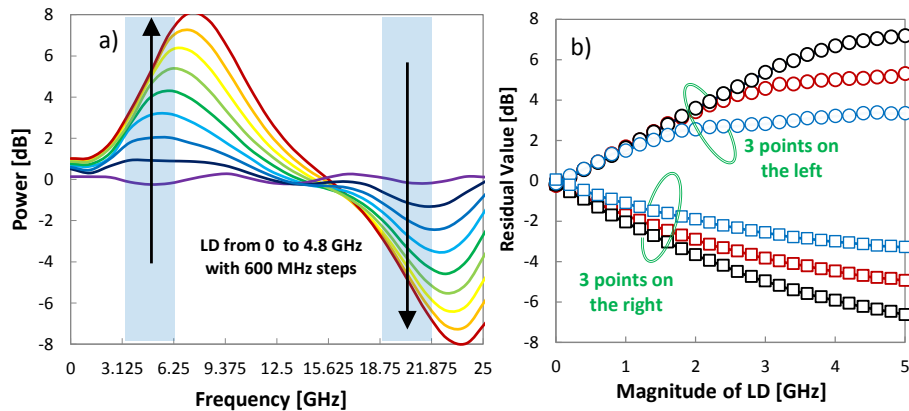 a)
8
6
4
2
0
-2
-4
-6
-8
Power [dB]
LD from 0 to 4.8 GHz
with 600 MHz steps
0 3.125 6.25 9.375 12.5 15.625 18.75 21.875 25
Frequency [GHz]
b)
8
6
4
2
0
-2
-4
-6
-8
Residual Value [dB]
3 points on
the left
3 points on
the right
0 1 2 3 4 5
Magnitude of LD [GHz]